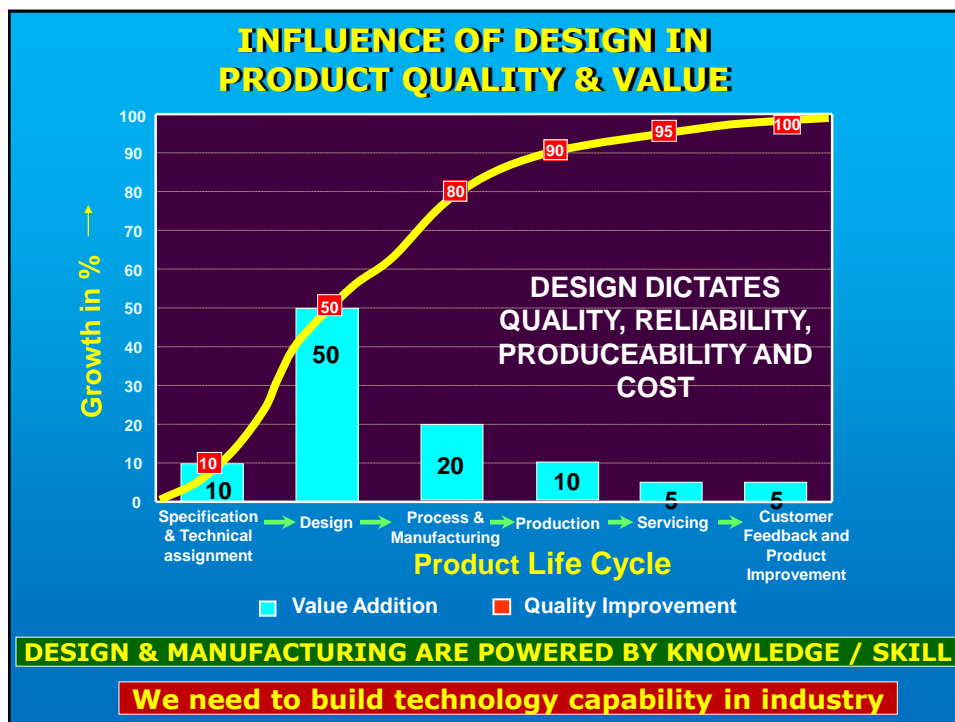 INFLUENCE OF DESIGN IN
PRODUCT QUALITY & VALUE
Growth in % →
100
90
80
70
60
50
40
30
20
10
0
10
50
80
90
95
100
DESIGN DICTATES
QUALITY, RELIABILITY,
PRODUCEABILITY AND
COST
10
50
20
10
5
5
Specification
& Technical
assignment
Design
Process &
Manufacturing
Production
Servicing
Customer
Feedback and
Product
Improvement
Product Life Cycle
Value Addition
Quality Improvement
DESIGN & MANUFACTURING ARE POWERED BY KNOWLEDGE / SKILL
We need to build technology capability in industry